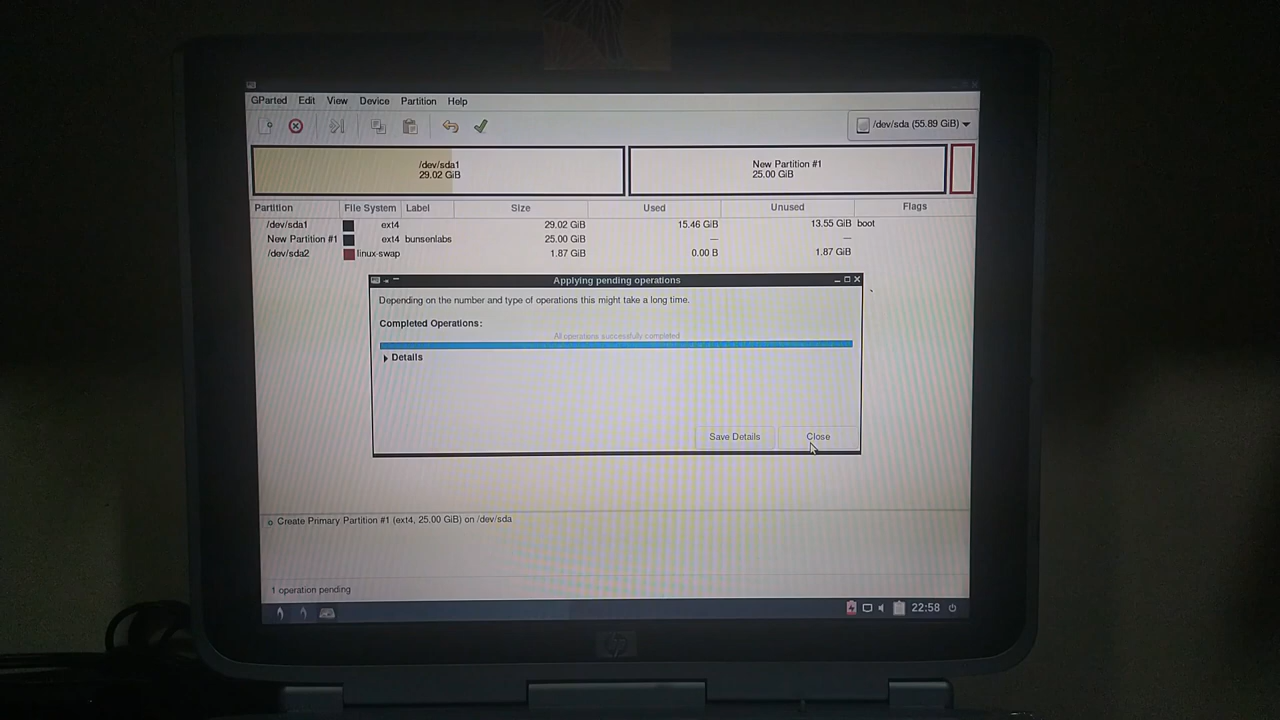 GParted Edit View Device Partition Help
/dev/sda (55.89 GiB)
/dev/sda1
29.02 GiB
New Partition #1
25.00 GiB
Partition File System Label Size Used Unused Flags
/dev/sda1 ext4 29.02 GiB 15.46 GiB 13.55 GiB boot
New Partition #1 ext4 bunsenlabs 25.00 GiB — —
/dev/sda2 linux-swap 1.87 GiB 0.00 B 1.87 GiB
Applying pending operations
Depending on the number and type of operations this might take a long time.
Completed Operations:
All operations successfully completed
Details
Save Details Close
Create Primary Partition #1 (ext4, 25.00 GiB) on /dev/sda
1 operation pending
22:58
hp